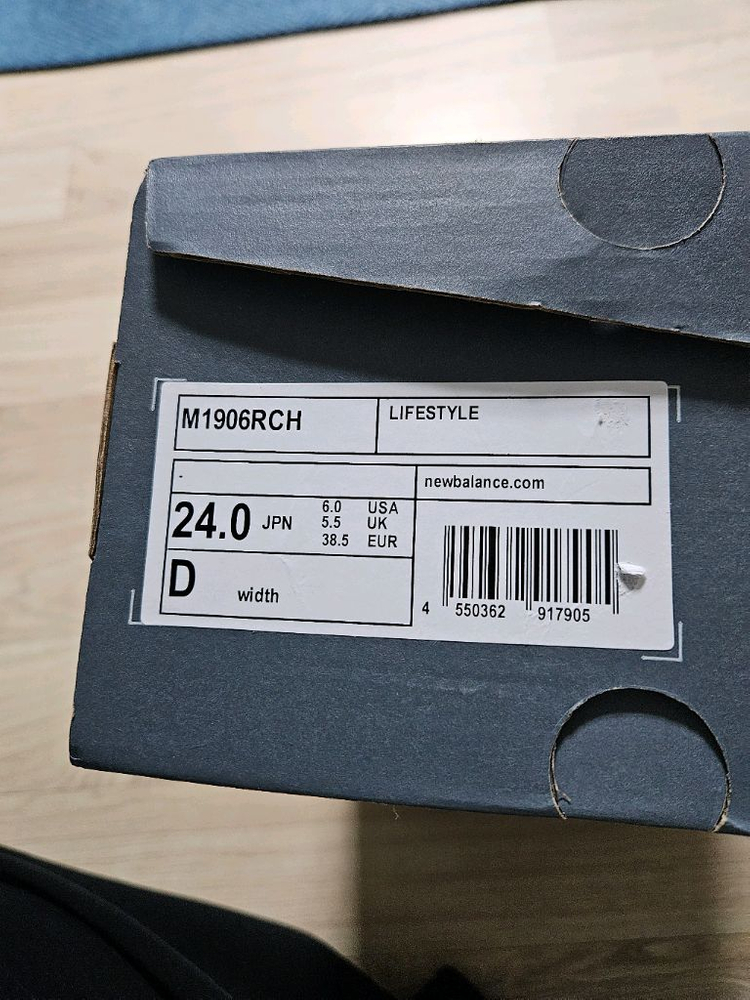 M1906RCH
LIFESTYLE
-
newbalance.com
24.0 JPN
6.0 USA
5.5 UK
38.5 EUR
D width
4 550362 917905